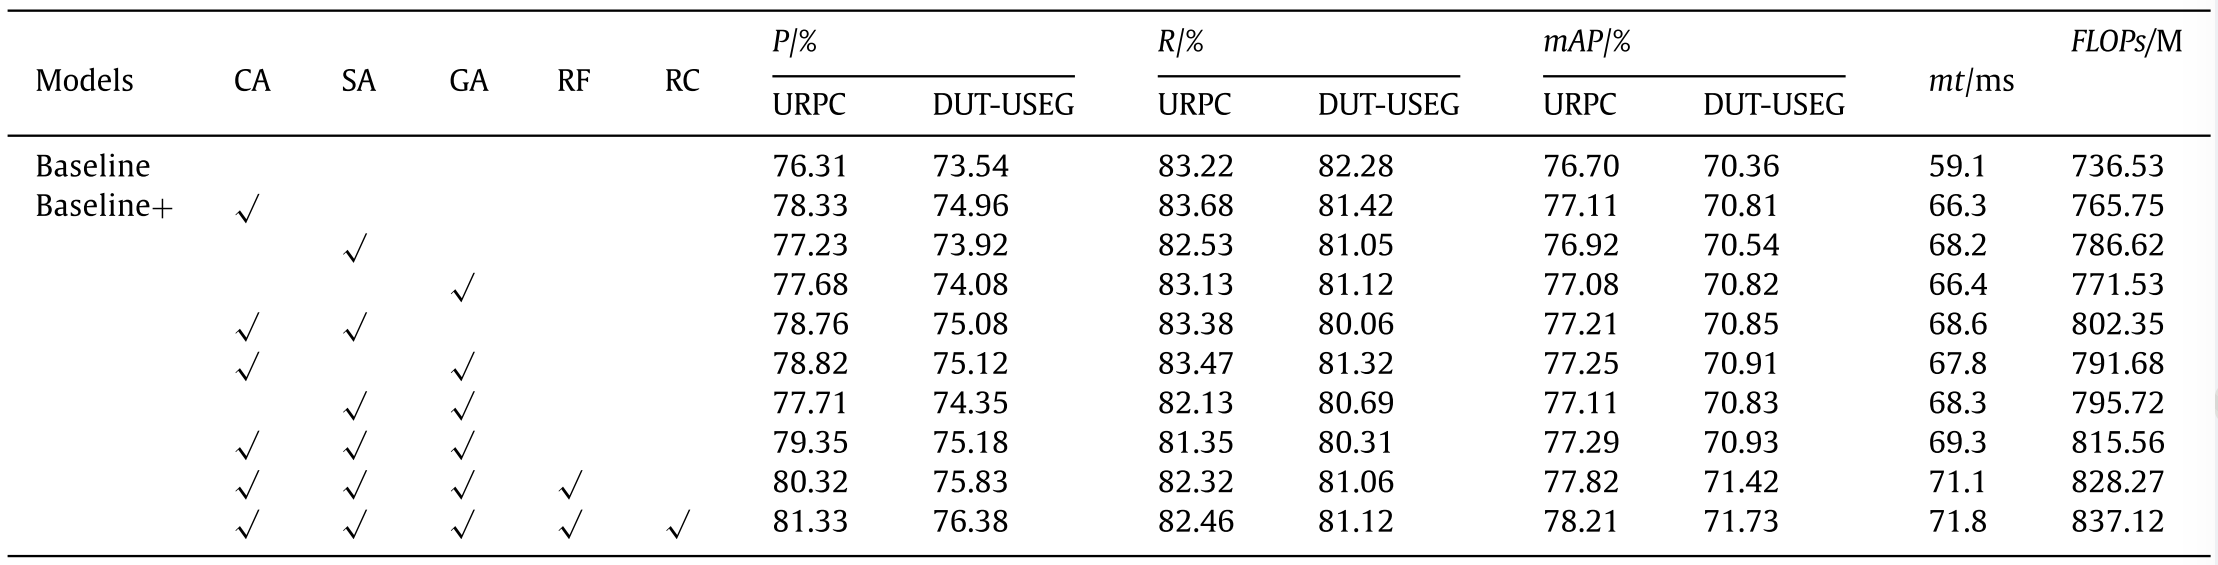 P/% R/% mAP/% FLOPs/M
Models CA SA GA RF RC mt/ms
URPC DUT-USEG URPC DUT-USEG URPC DUT-USEG
Baseline 76.31 73.54 83.22 82.28 76.70 70.36 59.1 736.53
Baseline+ √ 78.33 74.96 83.68 81.42 77.11 70.81 66.3 765.75
√ 77.23 73.92 82.53 81.05 76.92 70.54 68.2 786.62
√ 77.68 74.08 83.13 81.12 77.08 70.82 66.4 771.53
√ √ 78.76 75.08 83.38 80.06 77.21 70.85 68.6 802.35
√ √ 78.82 75.12 83.47 81.32 77.25 70.91 67.8 791.68
√ √ 77.71 74.35 82.13 80.69 77.11 70.83 68.3 795.72
√ √ √ 79.35 75.18 81.35 80.31 77.29 70.93 69.3 815.56
√ √ √ √ 80.32 75.83 82.32 81.06 77.82 71.42 71.1 828.27
√ √ √ √ √ 81.33 76.38 82.46 81.12 78.21 71.73 71.8 837.12